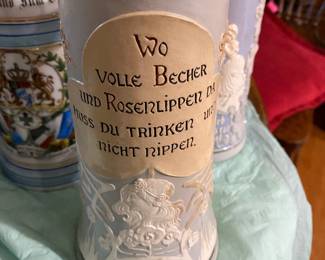 Wo
volle Becher
und Rosenlippen da
muss du trinken
nicht nippen.